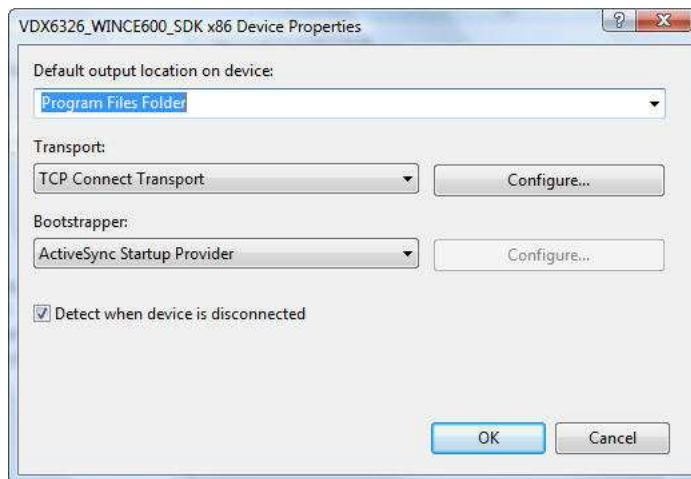 VDX6326_WINCE600_SDK x86 Device Properties
?
Default output location on device:
Program Files Folder
Transport:
TCP Connect Transport
Configure...
Bootstrapper:
ActiveSync Startup Provider
Configure...
Detect when device is disconnected
OK
Cancel